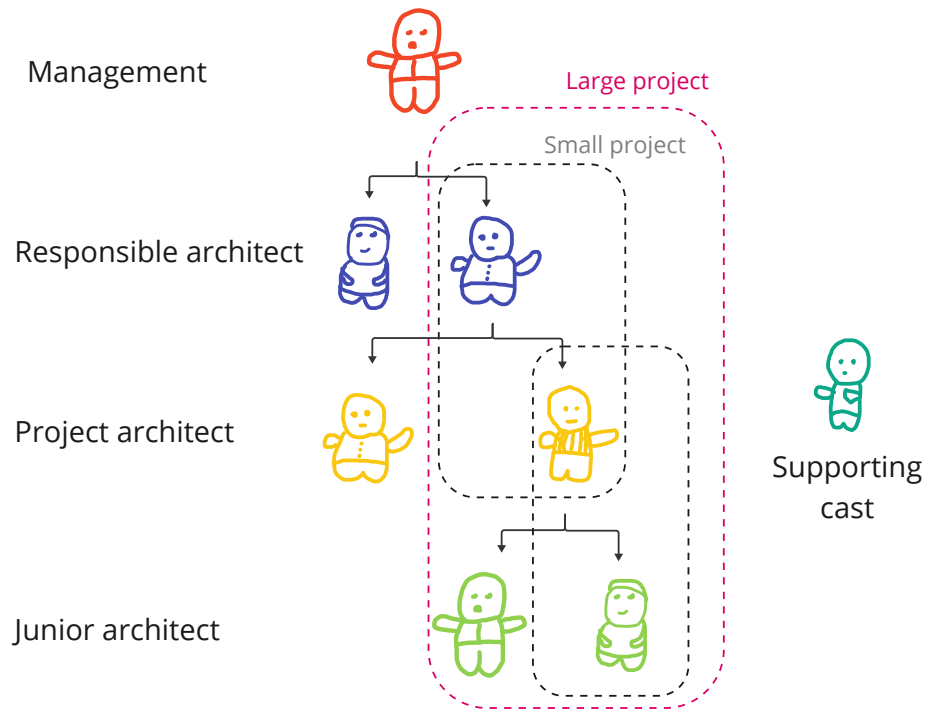 Management
Large project
Small project
Responsible architect
Project architect
Supporting
cast
Junior architect